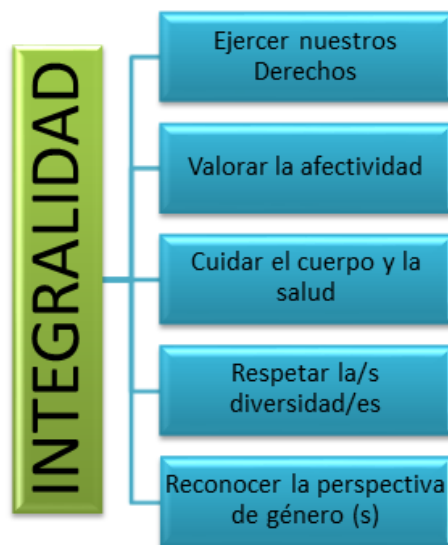 INTEGRALIDAD
Ejercer nuestros
Derechos
Valorar la afectividad
Cuidar el cuerpo y la
salud
Respetar la/s
diversidad/es
Reconocer la perspectiva
de género (s)